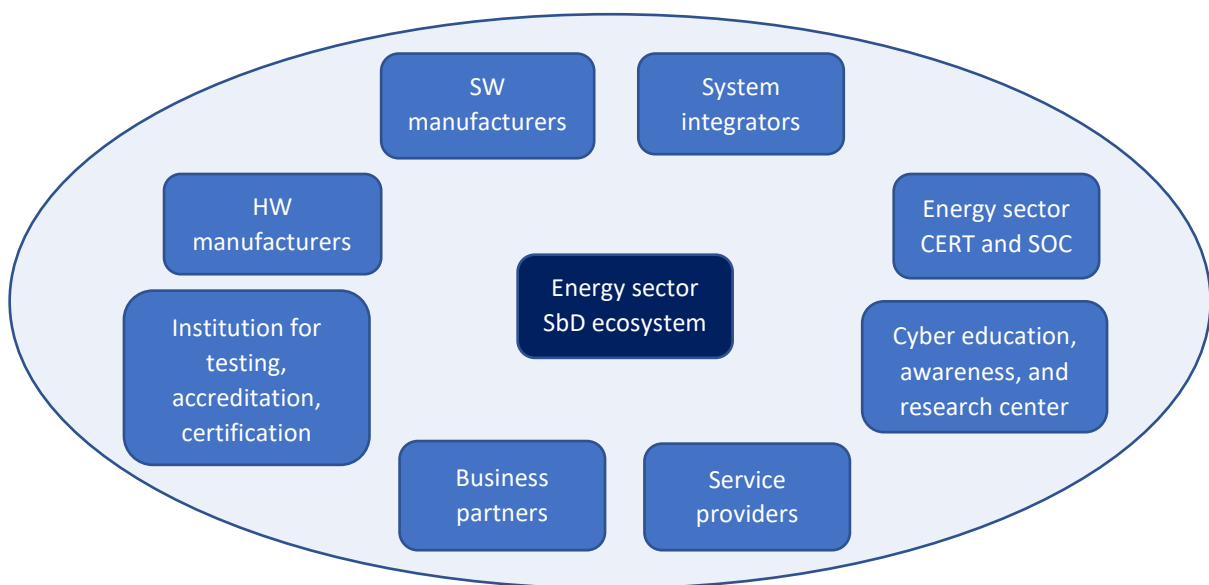 SW
manufacturers
System
integrators
HW
manufacturers
Energy sector
CERT and SOC
Energy sector
SbD ecosystem
Institution for
testing,
accreditation,
certification
Cyber education,
awareness, and
research center
Business
partners
Service
providers